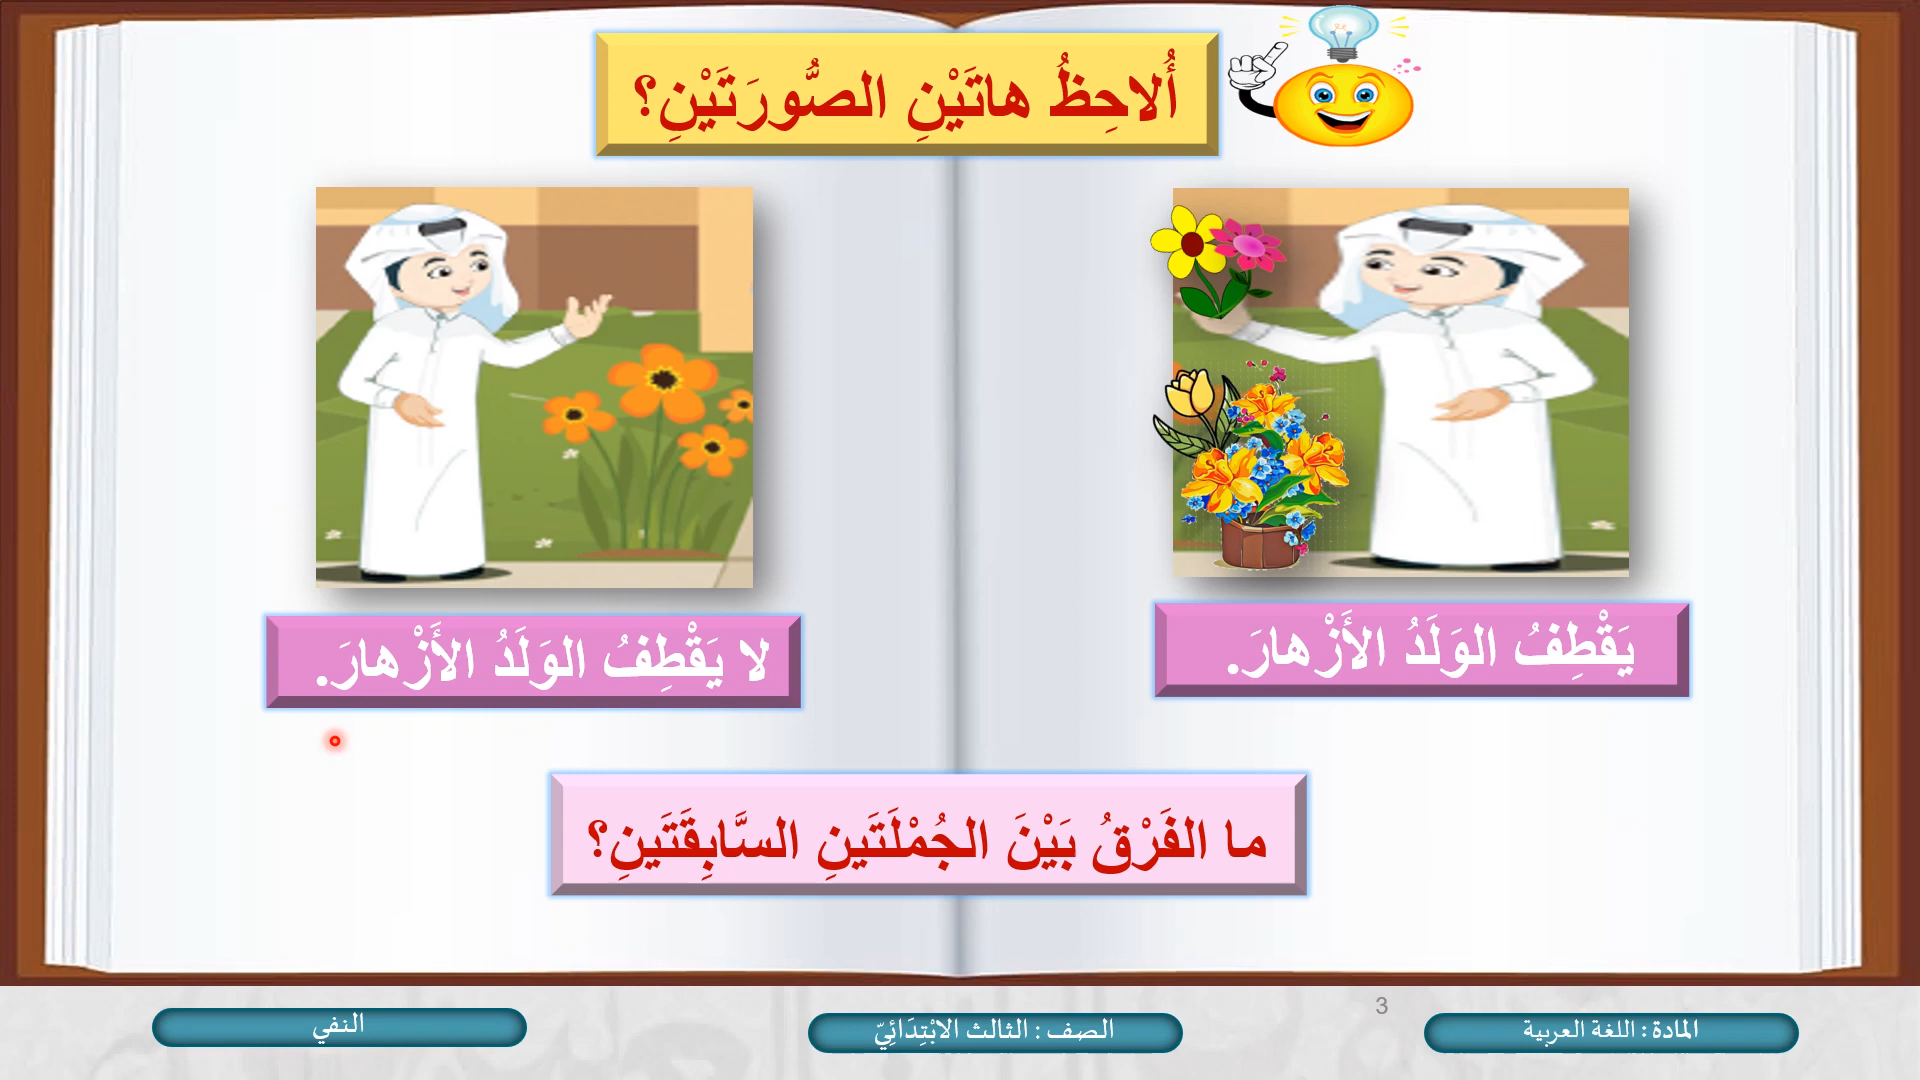 أُلاحِظُ هاتَيْنِ الصُّورَتَيْنِ؟
يَقْطِفُ الوَلَدُ الأَزْهارَ.
لا يَقْطِفُ الوَلَدُ الأَزْهارَ.
ما الفَرْقُ بَيْنَ الجُمْلَتَينِ السَّابِقَتَينِ؟
3
المادة : اللغة العربية
الصف : الثالث الابْتِدَائِيّ
النفي